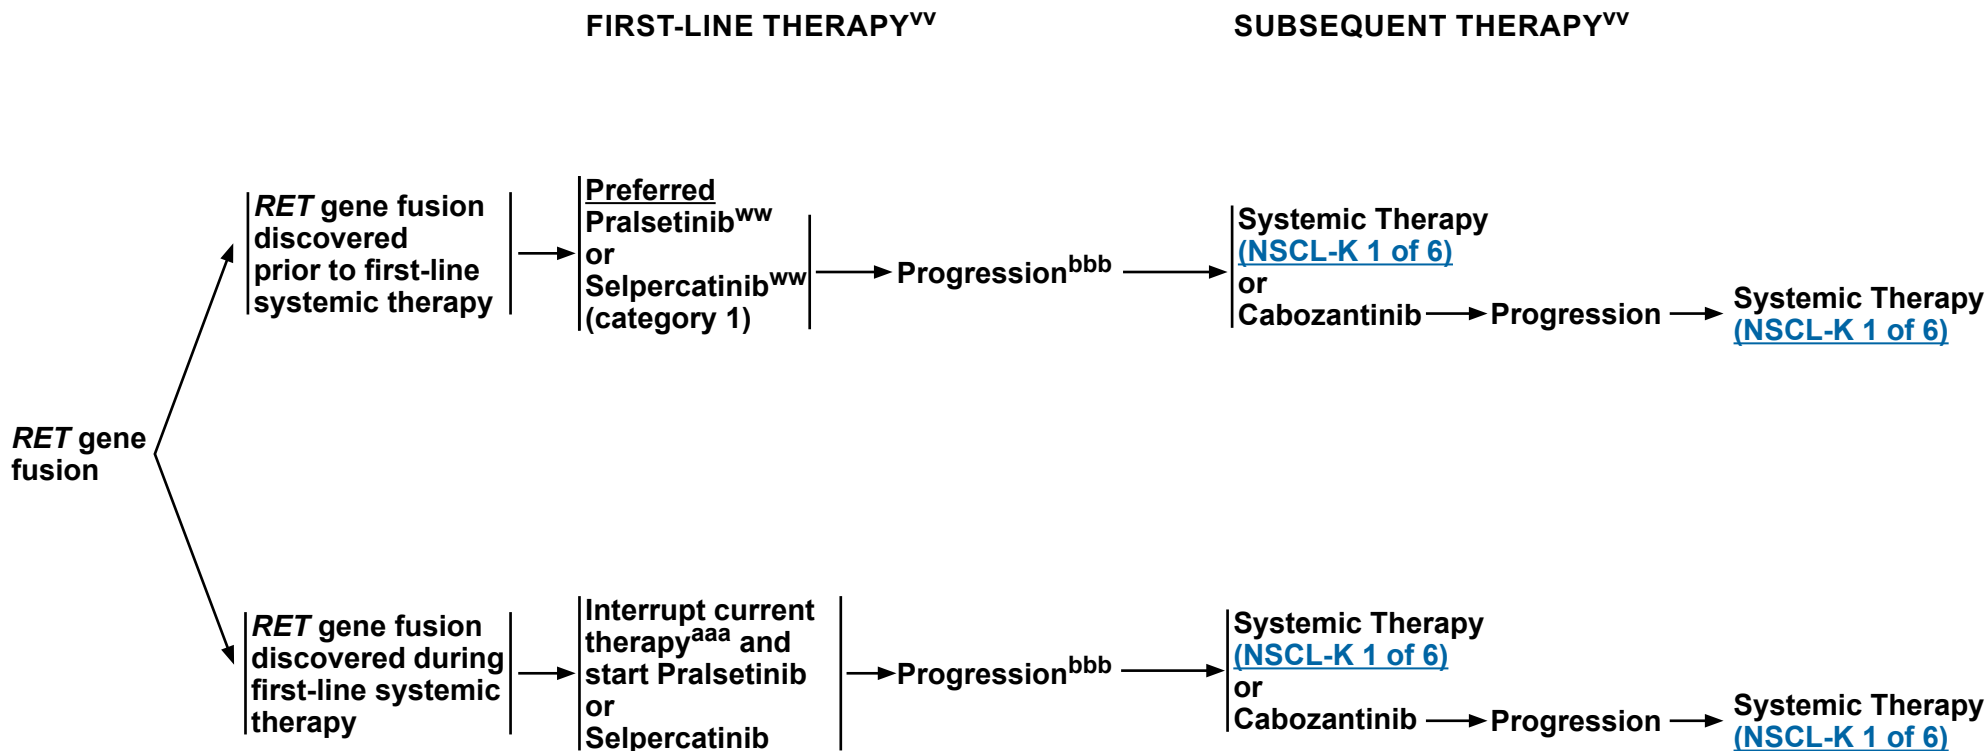 FIRST-LINE THERAPYvv
SUBSEQUENT THERAPYvv
RET gene
fusion
RET gene fusion
discovered
prior to first-line
systemic therapy
Preferred
Pralsetinibww
or
Selpercatinibww
(category 1)
Progressionbbb
Systemic Therapy
(NSCL-K 1 of 6)
or
Cabozantinib
Progression
Systemic Therapy
(NSCL-K 1 of 6)
RET gene fusion
discovered during
first-line systemic
therapy
Interrupt current
therapyaaa and
start Pralsetinib
or
Selpercatinib
Progressionbbb
Systemic Therapy
(NSCL-K 1 of 6)
or
Cabozantinib
Progression
Systemic Therapy
(NSCL-K 1 of 6)